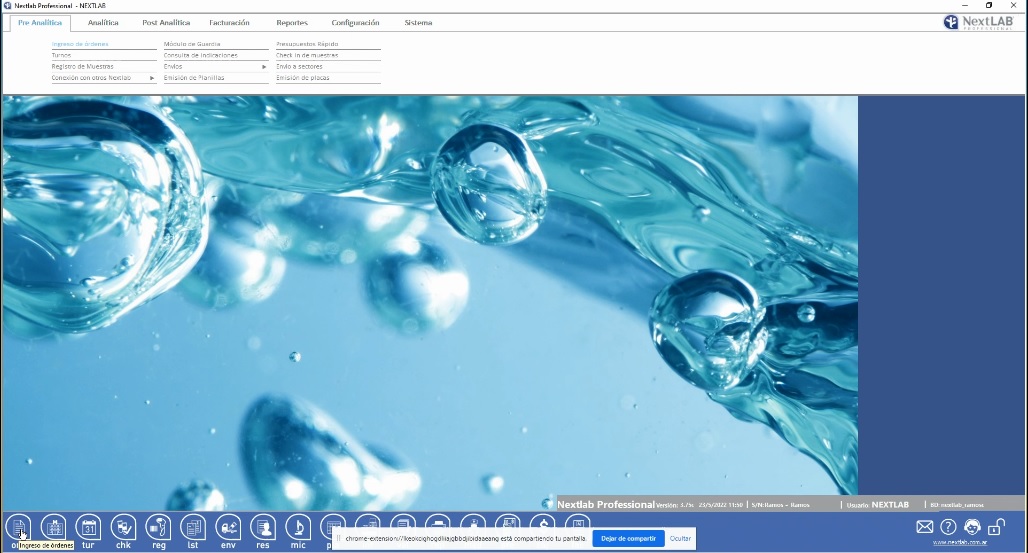 Nextlab Professional - NEXTLAB
Pre Analítica Analítica Post Analítica Facturación Reportes Configuración Sistema
NextLAB
PROFESSIONAL
Ingreso de órdenes Módulo de Guardia Presupuestos Rápido
Turnos Consulta de Indicaciones Check in de muestras
Registro de Muestras Envíos Envío a sectores
Conexión con otros Nextlab Emisión de Planillas Emisión de placas
Nextlab Professional Versión: 3.75c 23/5/2022 11:50 S/N:Ramos - Ramos Usuario: NEXTLAB BD: nextlab_ramos
31
tur chk reg lst env res mic
Ingreso de órdenes
está compartiendo tu pantalla. Dejar de compartir Ocultar
www.nextlab.com.ar